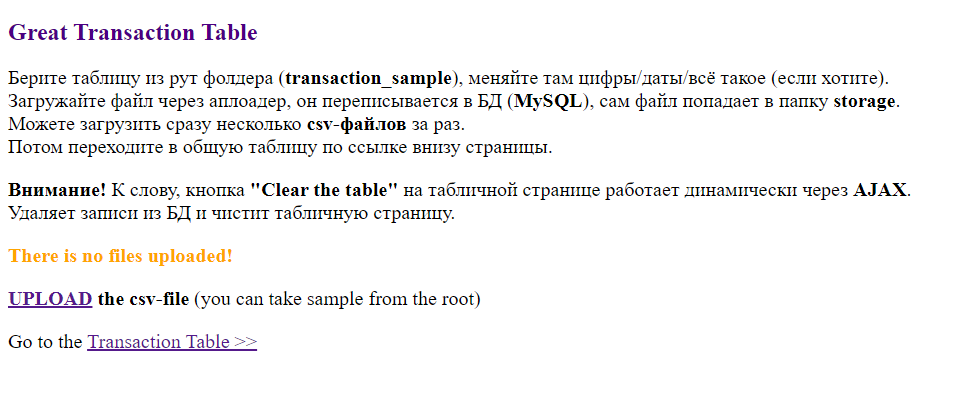 Great Transaction Table
Берите таблицу из рут фолдера (transaction_sample), меняйте там цифры/даты/всё такое (если хотите).
Загружайте файл через аплоадер, он переписывается в БД (MySQL), сам файл попадает в папку storage.
Можете загрузить сразу несколько csv-файлов за раз.
Потом переходите в общую таблицу по ссылке внизу страницы.
Внимание! К слову, кнопка "Clear the table" на табличной странице работает динамически через AJAX.
Удаляет записи из БД и чистит табличную страницу.
There is no files uploaded!
UPLOAD the csv-file (you can take sample from the root)
Go to the Transaction Table >>